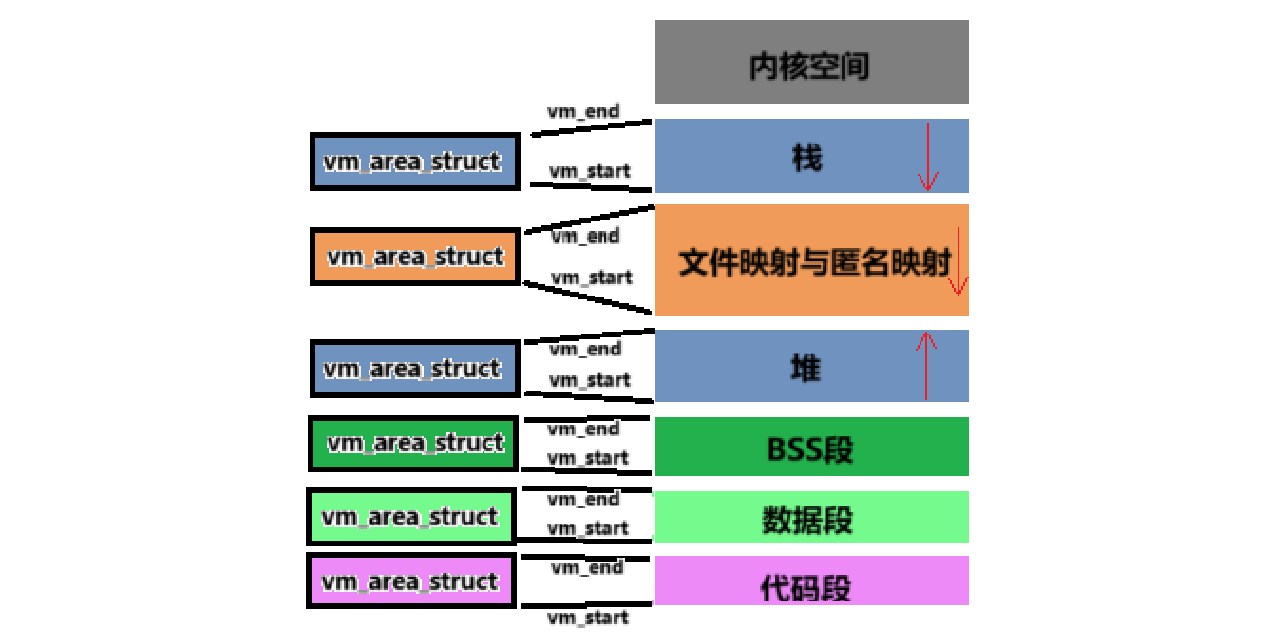 内核空间
vm_end
vm_area_struct
vm_start
栈
vm_end
vm_area_struct
vm_start
文件映射与匿名映射
vm_end
vm_area_struct
vm_start
堆
vm_end
vm_area_struct
vm_start
BSS段
vm_end
vm_area_struct
vm_start
数据段
vm_end
vm_area_struct
vm_start
代码段